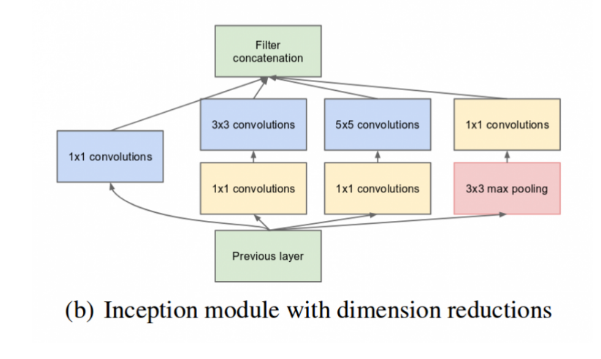 Filter
concatenation
3x3 convolutions
5x5 convolutions
1x1 convolutions
1x1 convolutions
1x1 convolutions
1x1 convolutions
3x3 max pooling
Previous layer
(b) Inception module with dimension reductions